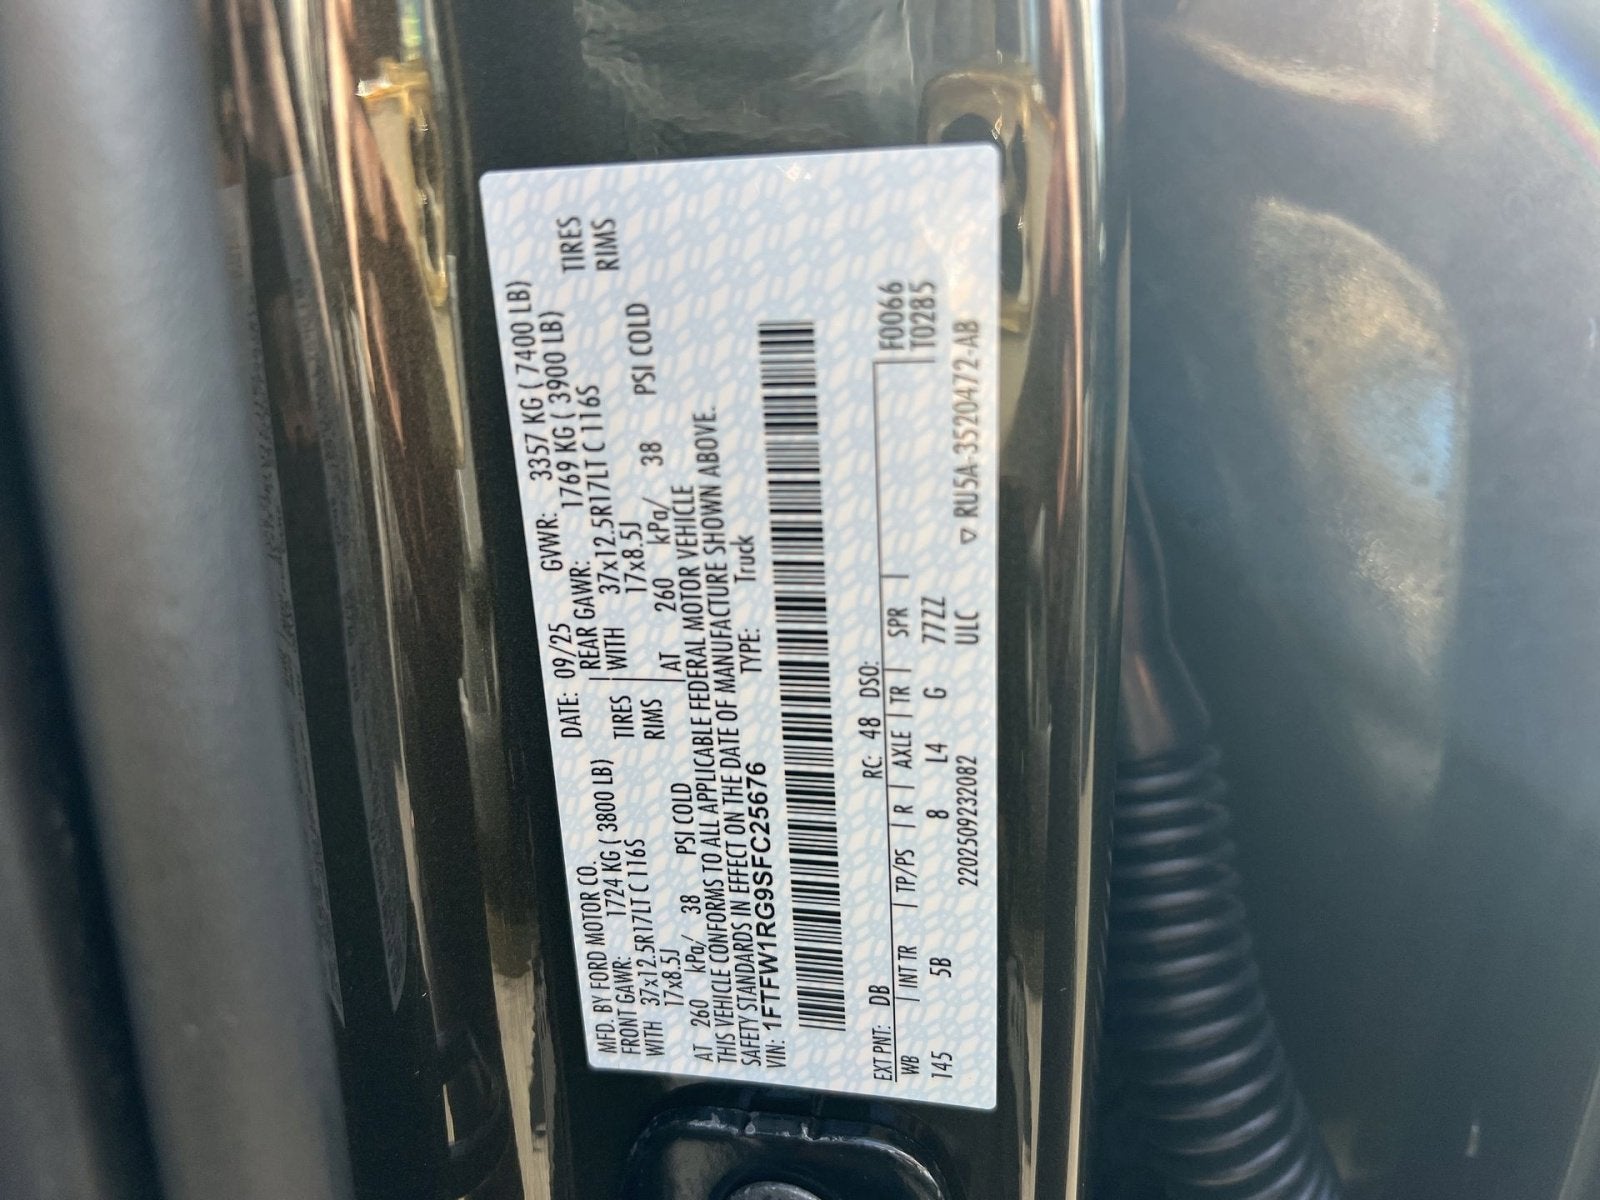 MFD. BY FORD MOTOR CO.
DATE: 09/25 GVWR: 3357 KG ( 7400 LB)
FRONT GAWR: 1724 KG ( 3800 LB)
REAR GAWR: 1769 KG ( 3900 LB)
WITH 37x12.5R17LT C 116S TIRES
WITH 37x12.5R17LT C 116S TIRES
17x8.5J RIMS
17x8.5J RIMS
AT 260 kPa/ 38 PSI COLD
AT 260 kPa/ 38 PSI COLD
THIS VEHICLE CONFORMS TO ALL APPLICABLE FEDERAL MOTOR VEHICLE
SAFETY STANDARDS IN EFFECT ON THE DATE OF MANUFACTURE SHOWN ABOVE.
VIN: 1FTFW1RG9SFC25676 TYPE: Truck
EXT PNT: DB RC: 48 DSO: F0066
WB | INT TR | TP/PS | R | AXLE | TR | SPR | T0285
145 5B 8 L4 G 77ZZ
2202509232082 ULC ▽ RU5A-3520472-AB